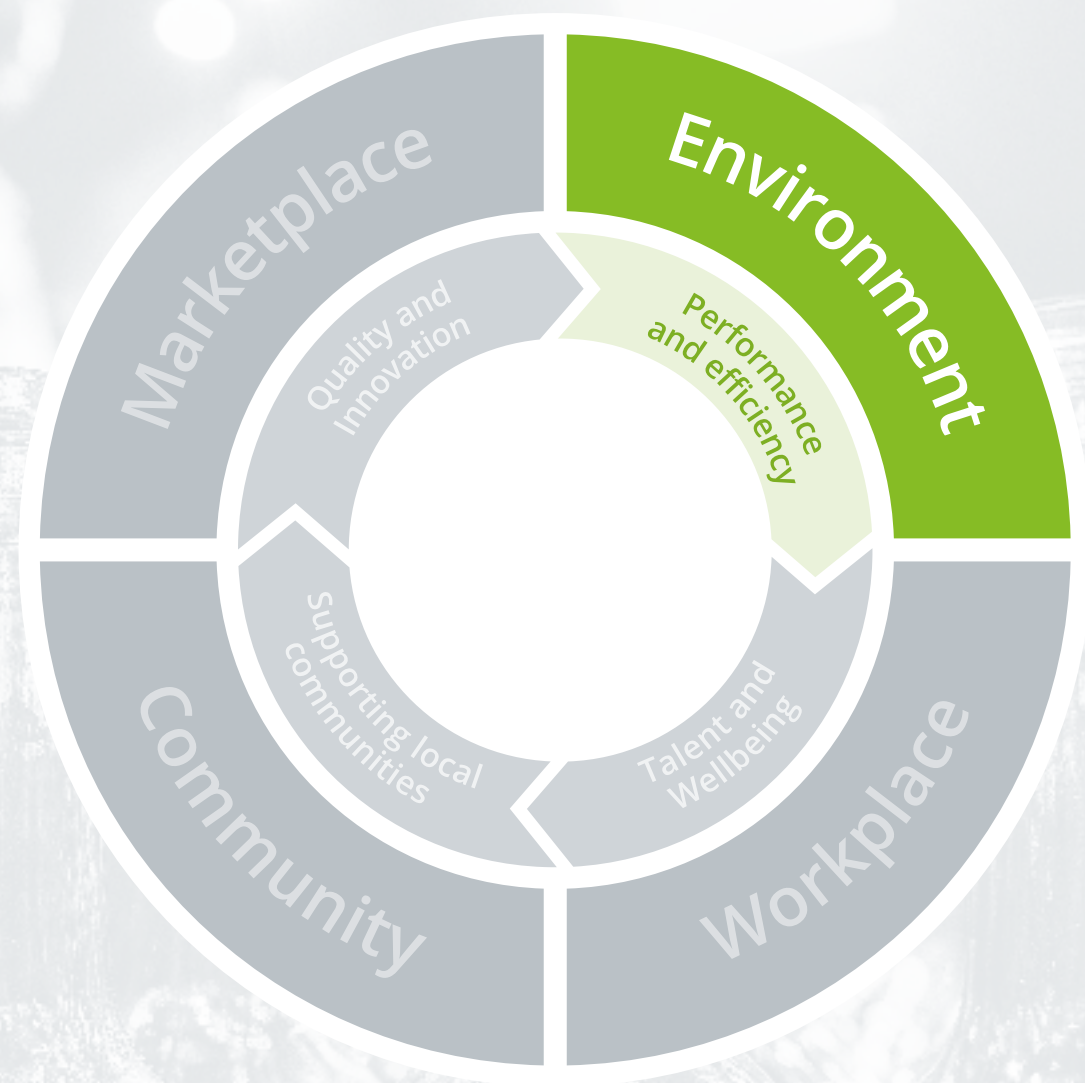 Marketplace
Environment
Quality and
Innovation
Performance
and efficiency
Supporting local
communities
Talent and
Wellbeing
Community
Workplace